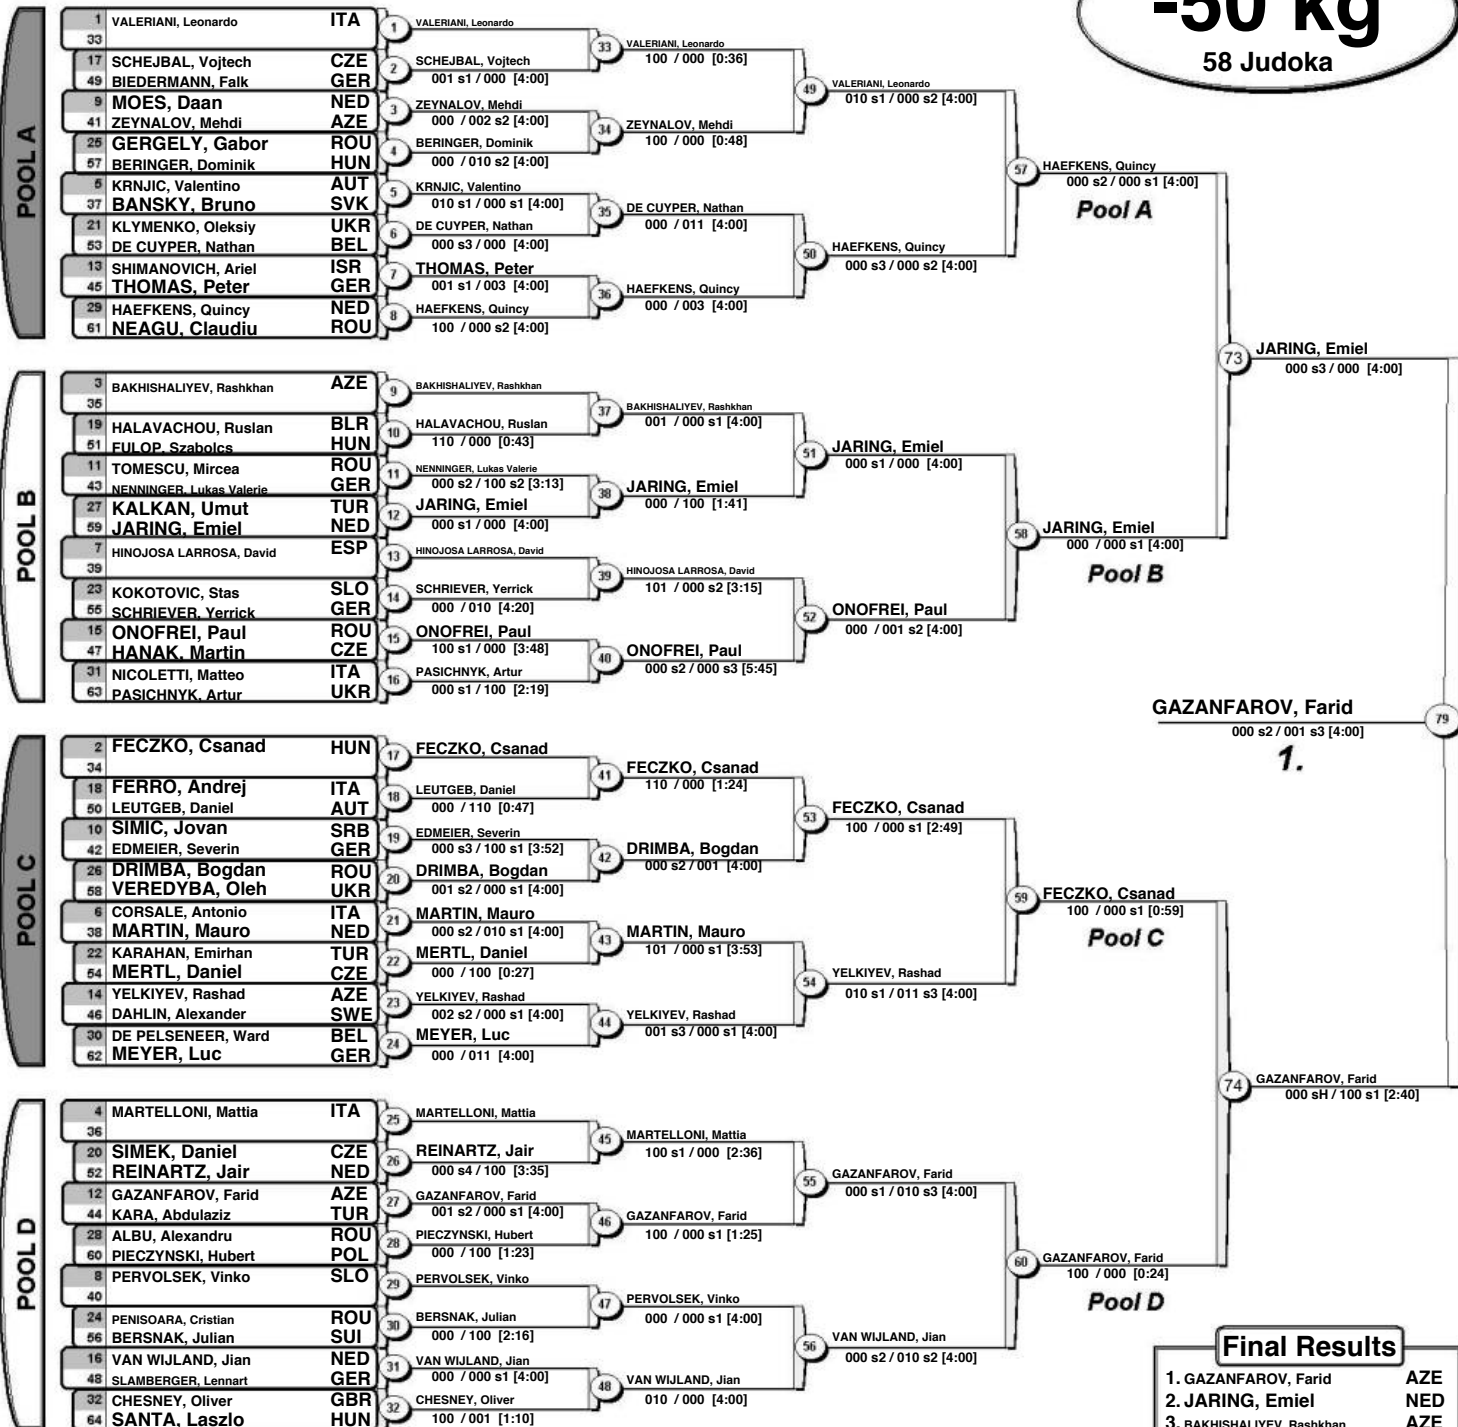 -50 kg
58 Judoka
POOL A
1 VALERIANI, Leonardo ITA
33
17 SCHEJBAL, Vojtech CZE
49 BIEDERMANN, Falk GER
9 MOES, Daan NED
41 ZEYNALOV, Mehdi AZE
25 GERGELY, Gabor ROU
57 BERINGER, Dominik HUN
5 KRNJIC, Valentino AUT
37 BANSKY, Bruno SVK
21 KLYMENKO, Oleksiy UKR
53 DE CUYPER, Nathan BEL
13 SHIMANOVICH, Ariel ISR
45 THOMAS, Peter GER
29 HAEFKENS, Quincy NED
61 NEAGU, Claudiu ROU
1 VALERIANI, Leonardo
2 SCHEJBAL, Vojtech
001 s1 / 000 [4:00]
3 ZEYNALOV, Mehdi
000 / 002 s2 [4:00]
4 BERINGER, Dominik
000 / 010 s2 [4:00]
5 KRNJIC, Valentino
010 s1 / 000 s1 [4:00]
6 DE CUYPER, Nathan
000 s3 / 000 [4:00]
7 THOMAS, Peter
001 s1 / 003 [4:00]
8 HAEFKENS, Quincy
100 / 000 s2 [4:00]
33 VALERIANI, Leonardo
100 / 000 [0:36]
34 ZEYNALOV, Mehdi
100 / 000 [0:48]
35 DE CUYPER, Nathan
000 / 011 [4:00]
36 HAEFKENS, Quincy
000 / 003 [4:00]
49 VALERIANI, Leonardo
010 s1 / 000 s2 [4:00]
50 HAEFKENS, Quincy
000 s3 / 000 s2 [4:00]
57 HAEFKENS, Quincy
000 s2 / 000 s1 [4:00]
Pool A
POOL B
3 BAKHISHALIYEV, Rashkhan AZE
35
19 HALAVACHOU, Ruslan BLR
51 FULOP, Szabolcs HUN
11 TOMESCU, Mircea ROU
43 NENNINGER, Lukas Valerie GER
27 KALKAN, Umut TUR
59 JARING, Emiel NED
7 HINOJOSA LARROSA, David ESP
39
23 KOKOTOVIC, Stas SLO
55 SCHRIEVER, Yerrick GER
15 ONOFREI, Paul ROU
47 HANAK, Martin CZE
31 NICOLETTI, Matteo ITA
63 PASICHNYK, Artur UKR
9 BAKHISHALIYEV, Rashkhan
10 HALAVACHOU, Ruslan
110 / 000 [0:43]
11 NENNINGER, Lukas Valerie
000 s2 / 100 s2 [3:13]
12 JARING, Emiel
000 s1 / 000 [4:00]
13 HINOJOSA LARROSA, David
14 SCHRIEVER, Yerrick
000 / 010 [4:20]
15 ONOFREI, Paul
100 s1 / 000 [3:48]
16 PASICHNYK, Artur
000 s1 / 100 [2:19]
37 BAKHISHALIYEV, Rashkhan
001 / 000 s1 [4:00]
38 JARING, Emiel
000 / 100 [1:41]
39 HINOJOSA LARROSA, David
101 / 000 s2 [3:15]
40 ONOFREI, Paul
000 s2 / 000 s3 [5:45]
51 JARING, Emiel
000 s1 / 000 [4:00]
52 ONOFREI, Paul
000 / 001 s2 [4:00]
58 JARING, Emiel
000 / 000 s1 [4:00]
Pool B
73 JARING, Emiel
000 s3 / 000 [4:00]
GAZANFAROV, Farid 79
000 s2 / 001 s3 [4:00]
1.
POOL C
2 FECZKO, Csanad HUN
34
18 FERRO, Andrej ITA
50 LEUTGEB, Daniel AUT
10 SIMIC, Jovan SRB
42 EDMEIER, Severin GER
26 DRIMBA, Bogdan ROU
58 VEREDYBA, Oleh UKR
6 CORSALE, Antonio ITA
38 MARTIN, Mauro NED
22 KARAHAN, Emirhan TUR
54 MERTL, Daniel CZE
14 YELKIYEV, Rashad AZE
46 DAHLIN, Alexander SWE
30 DE PELSENEER, Ward BEL
62 MEYER, Luc GER
17 FECZKO, Csanad
18 LEUTGEB, Daniel
000 / 110 [0:47]
19 EDMEIER, Severin
000 s3 / 100 s1 [3:52]
20 DRIMBA, Bogdan
001 s2 / 000 s1 [4:00]
21 MARTIN, Mauro
000 s2 / 010 s1 [4:00]
22 MERTL, Daniel
000 / 100 [0:27]
23 YELKIYEV, Rashad
002 s2 / 000 s1 [4:00]
24 MEYER, Luc
000 / 011 [4:00]
41 FECZKO, Csanad
110 / 000 [1:24]
42 DRIMBA, Bogdan
000 s2 / 001 [4:00]
43 MARTIN, Mauro
101 / 000 s1 [3:53]
44 YELKIYEV, Rashad
001 s3 / 000 s1 [4:00]
53 FECZKO, Csanad
100 / 000 s1 [2:49]
54 YELKIYEV, Rashad
010 s1 / 011 s3 [4:00]
59 FECZKO, Csanad
100 / 000 s1 [0:59]
Pool C
74 GAZANFAROV, Farid
000 sH / 100 s1 [2:40]
POOL D
4 MARTELLONI, Mattia ITA
36
20 SIMEK, Daniel CZE
52 REINARTZ, Jair NED
12 GAZANFAROV, Farid AZE
44 KARA, Abdulaziz TUR
28 ALBU, Alexandru ROU
60 PIECZYNSKI, Hubert POL
8 PERVOLSEK, Vinko SLO
40
24 PENISOARA, Cristian ROU
56 BERSNAK, Julian SUI
16 VAN WIJLAND, Jian NED
48 SLAMBERGER, Lennart GER
32 CHESNEY, Oliver GBR
64 SANTA, Laszlo HUN
25 MARTELLONI, Mattia
26 REINARTZ, Jair
000 s4 / 100 [3:35]
27 GAZANFAROV, Farid
001 s2 / 000 s1 [4:00]
28 PIECZYNSKI, Hubert
000 / 100 [1:23]
29 PERVOLSEK, Vinko
30 BERSNAK, Julian
000 / 100 [2:16]
31 VAN WIJLAND, Jian
000 / 000 s1 [4:00]
32 CHESNEY, Oliver
100 / 001 [1:10]
45 MARTELLONI, Mattia
100 s1 / 000 [2:36]
46 GAZANFAROV, Farid
100 / 000 s1 [1:25]
47 PERVOLSEK, Vinko
000 / 000 s1 [4:00]
48 VAN WIJLAND, Jian
010 / 000 [4:00]
55 GAZANFAROV, Farid
000 s1 / 010 s3 [4:00]
56 VAN WIJLAND, Jian
000 s2 / 010 s2 [4:00]
60 GAZANFAROV, Farid
100 / 000 [0:24]
Pool D
Final Results
1. GAZANFAROV, Farid AZE
2. JARING, Emiel NED
3. BAKHISHALIYEV, Rashkhan AZE